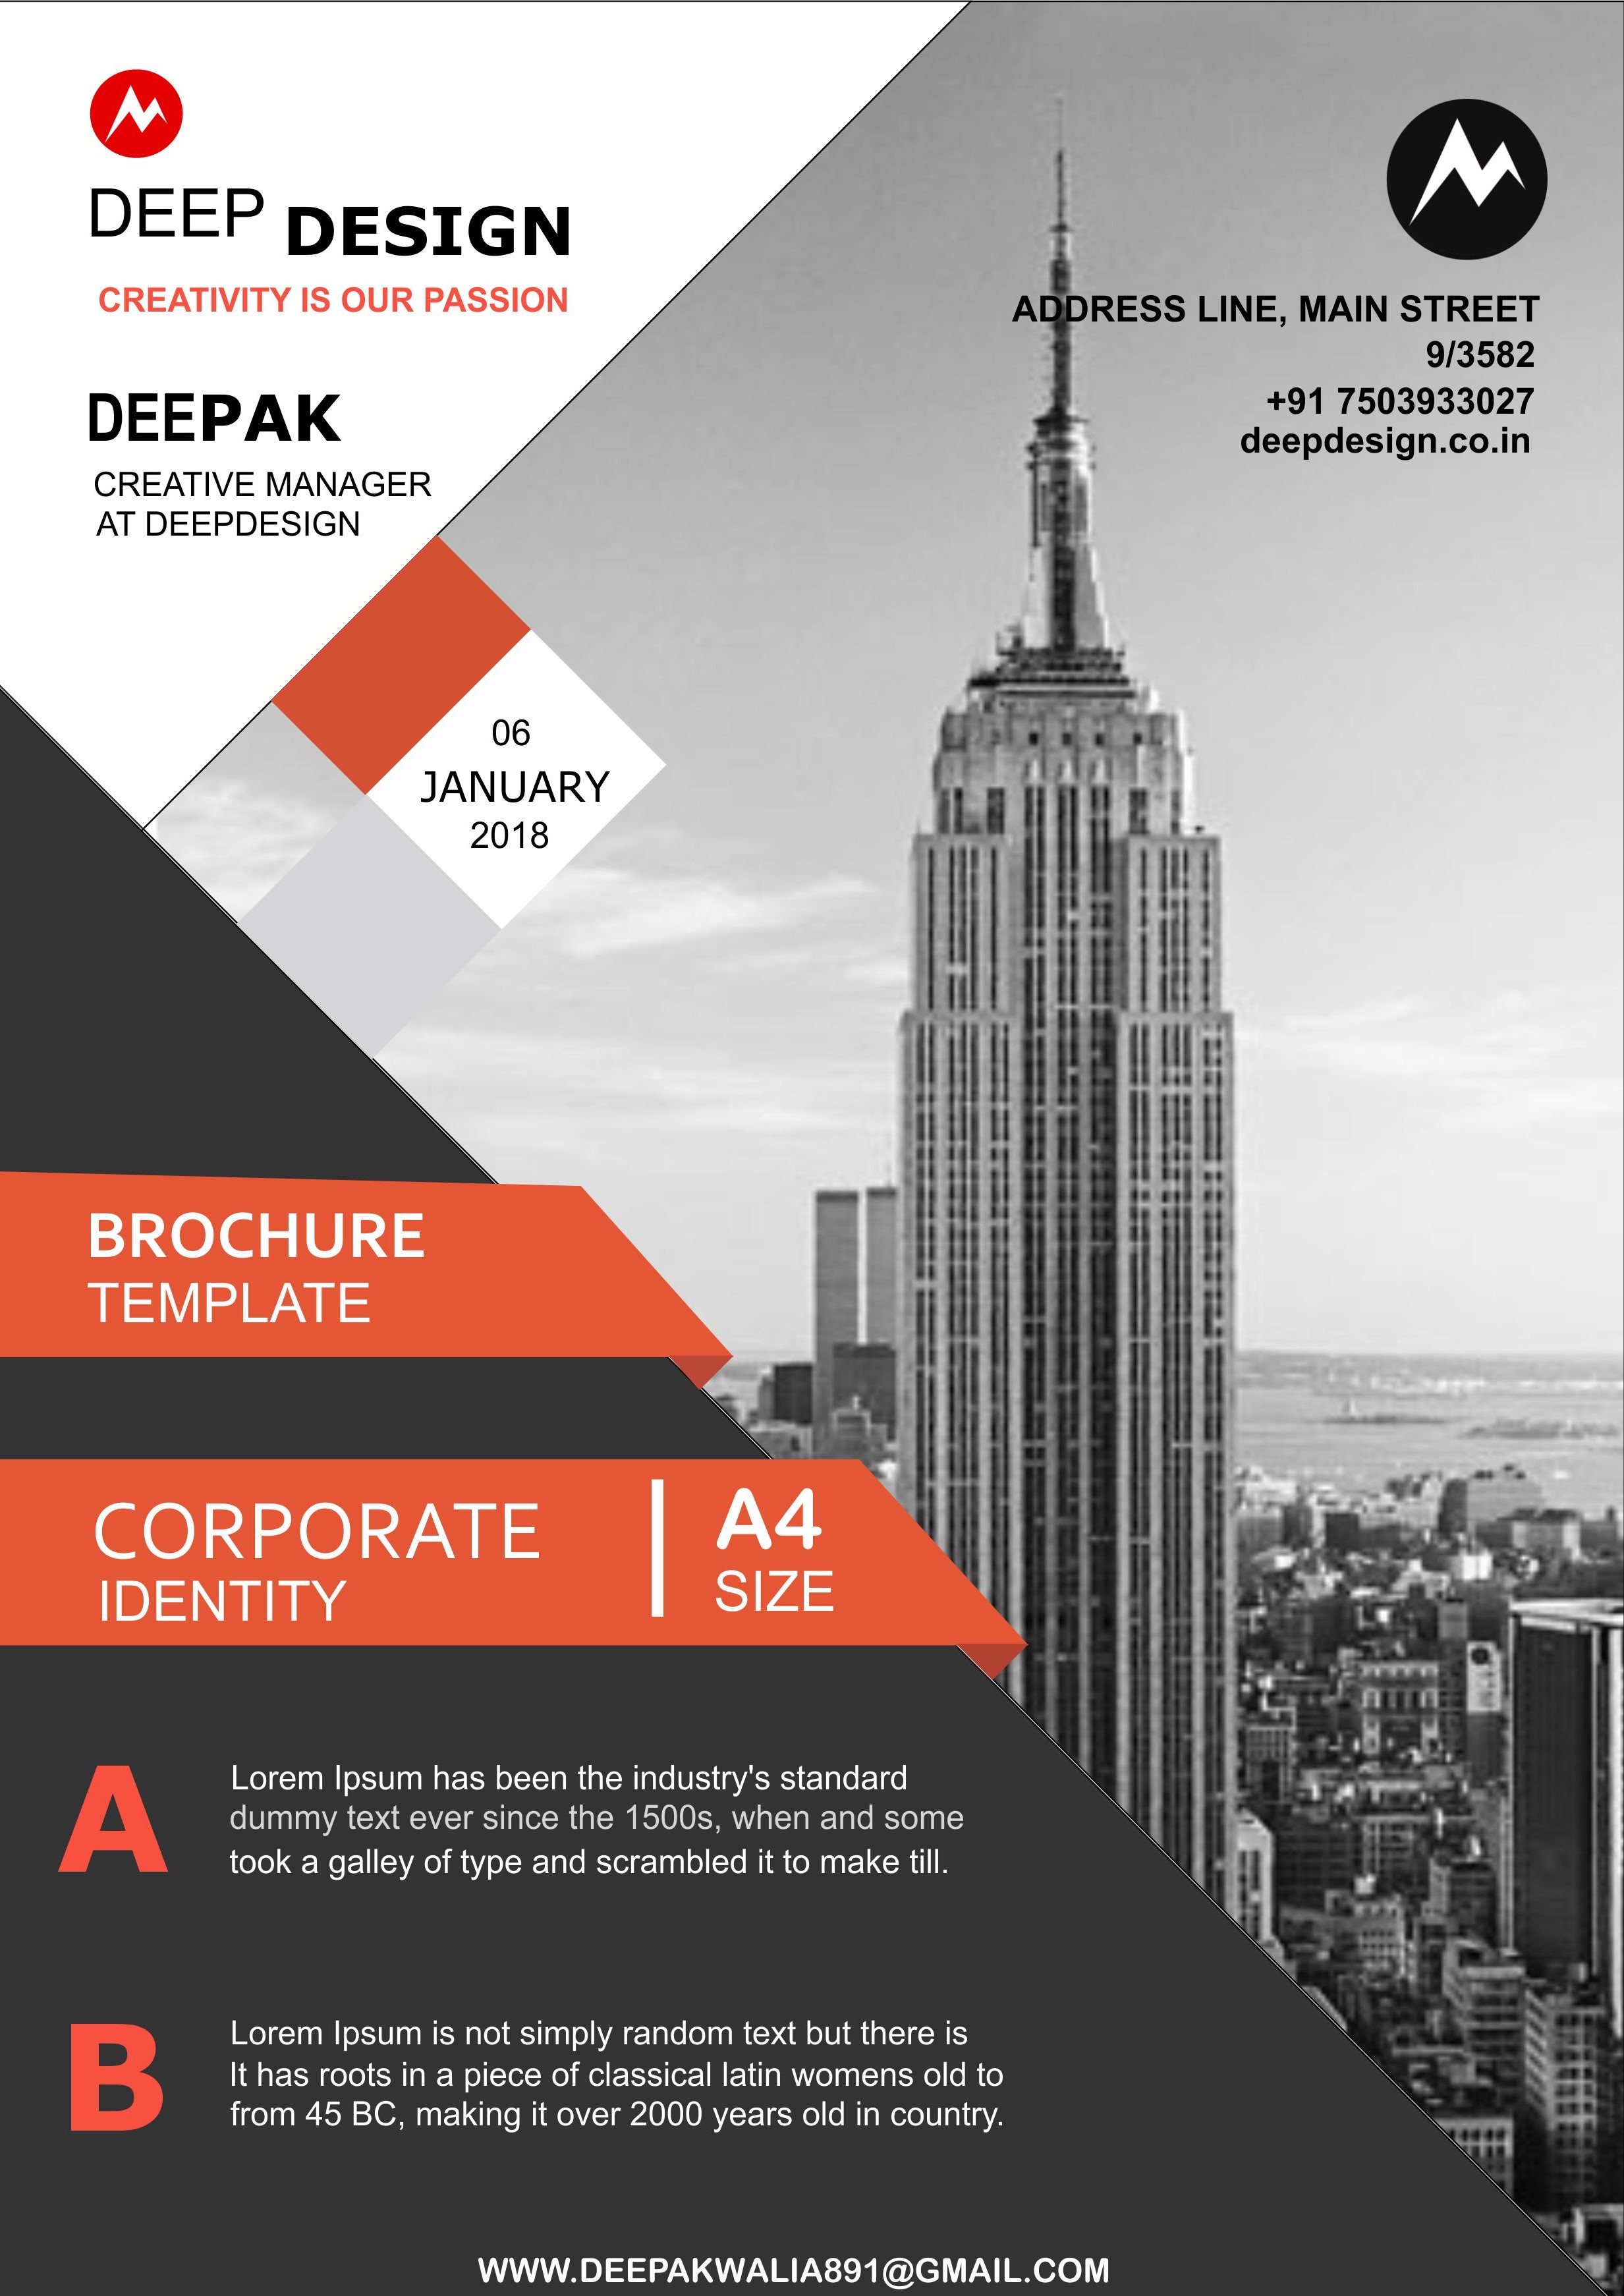 DEEP DESIGN
CREATIVITY IS OUR PASSION
DEEPAK
CREATIVE MANAGER
AT DEEPDESIGN
ADDRESS LINE, MAIN STREET
9/3582
+91 7503933027
deepdesign.co.in
06
JANUARY
2018
BROCHURE
TEMPLATE
CORPORATE
IDENTITY
A4
SIZE
A
Lorem Ipsum has been the industry's standard
dummy text ever since the 1500s, when and some
took a galley of type and scrambled it to make till.
B
Lorem Ipsum is not simply random text but there is
It has roots in a piece of classical latin womens old to
from 45 BC, making it over 2000 years old in country.
WWW.DEEPAKWALIA891@GMAIL.COM